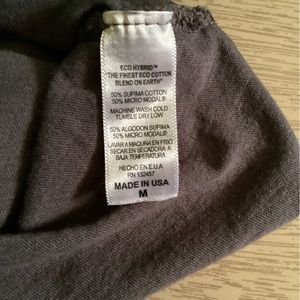 ECO HYBRID™
"THE FINEST ECO COTTON
BLEND ON EARTH"
50% SUPIMA COTTON
50% MICRO MODAL®
MACHINE WASH COLD
TUMBLE DRY LOW
50% ALGODON SUPIMA
50% MICRO MODAL®
LAVAR A MAQUINA EN FRIO
SECAR EN SECADORA A
BAJA TEMPERATURA
HECHO EN E.U.A
RN 132457
MADE IN USA
M